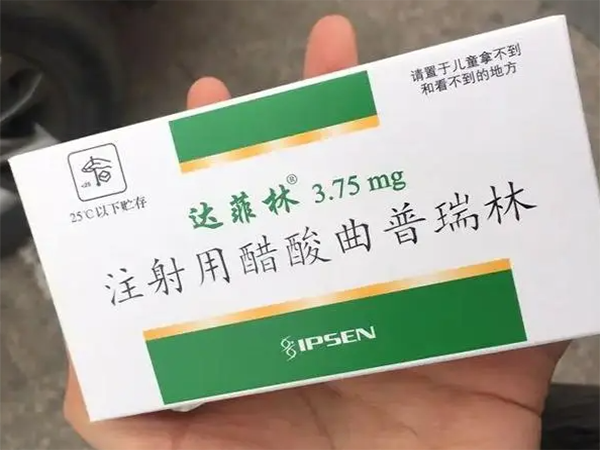 请置于儿童拿不到
和看不到的地方
25℃以下贮存
达菲林® 3.75 mg
注射用醋酸曲普瑞林
IPSEN